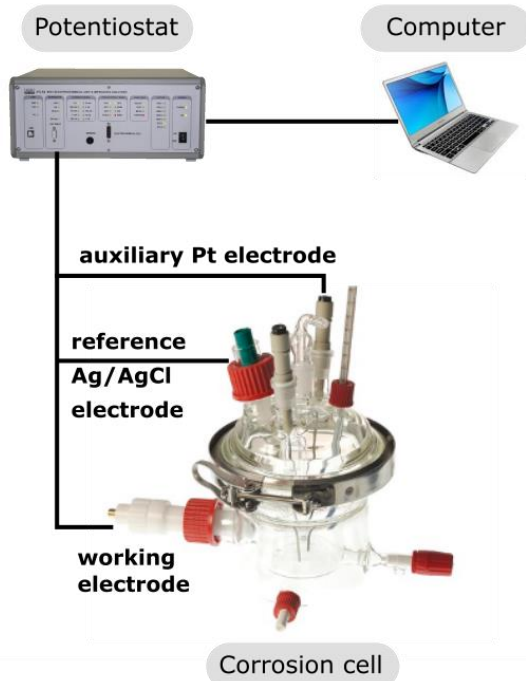 Potentiostat
Computer
auxiliary Pt electrode
reference
Ag/AgCl
electrode
working
electrode
Corrosion cell